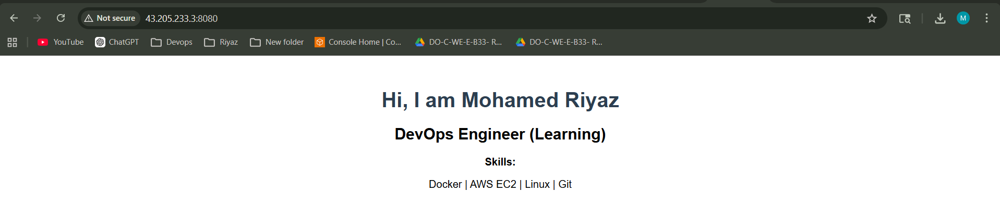 Not secure 43.205.233.3:8080 M
YouTube ChatGPT Devops Riyaz New folder Console Home | Co... DO-C-WE-E-B33- R... DO-C-WE-E-B33- R...
Hi, I am Mohamed Riyaz
DevOps Engineer (Learning)
Skills:
Docker | AWS EC2 | Linux | Git